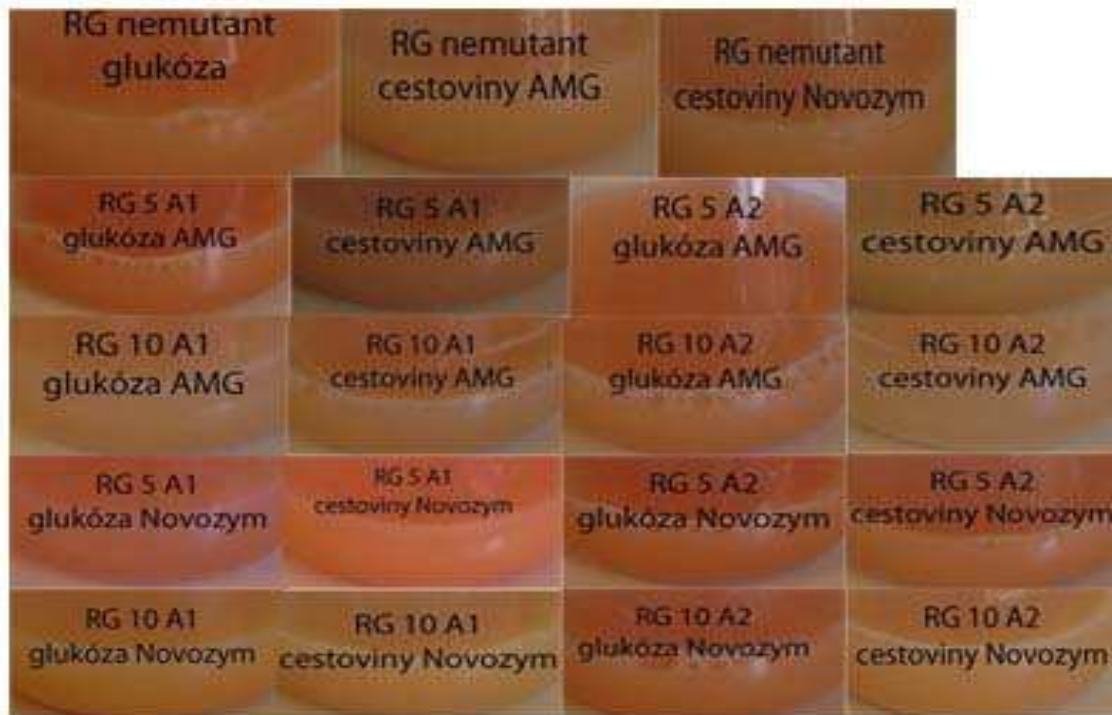 RG nemutant
glukóza
RG nemutant
cestoviny AMG
RG nemutant
cestoviny Novozym
RG 5 A1
glukóza AMG
RG 5 A1
cestoviny AMG
RG 5 A2
glukóza AMG
RG 5 A2
cestoviny AMG
RG 10 A1
glukóza AMG
RG 10 A1
cestoviny AMG
RG 10 A2
glukóza AMG
RG 10 A2
cestoviny AMG
RG 5 A1
glukóza Novozym
RG 5 A1
cestoviny Novozym
RG 5 A2
glukóza Novozym
RG 5 A2
cestoviny Novozym
RG 10 A1
glukóza Novozym
RG 10 A1
cestoviny Novozym
RG 10 A2
glukóza Novozym
RG 10 A2
cestoviny Novozym